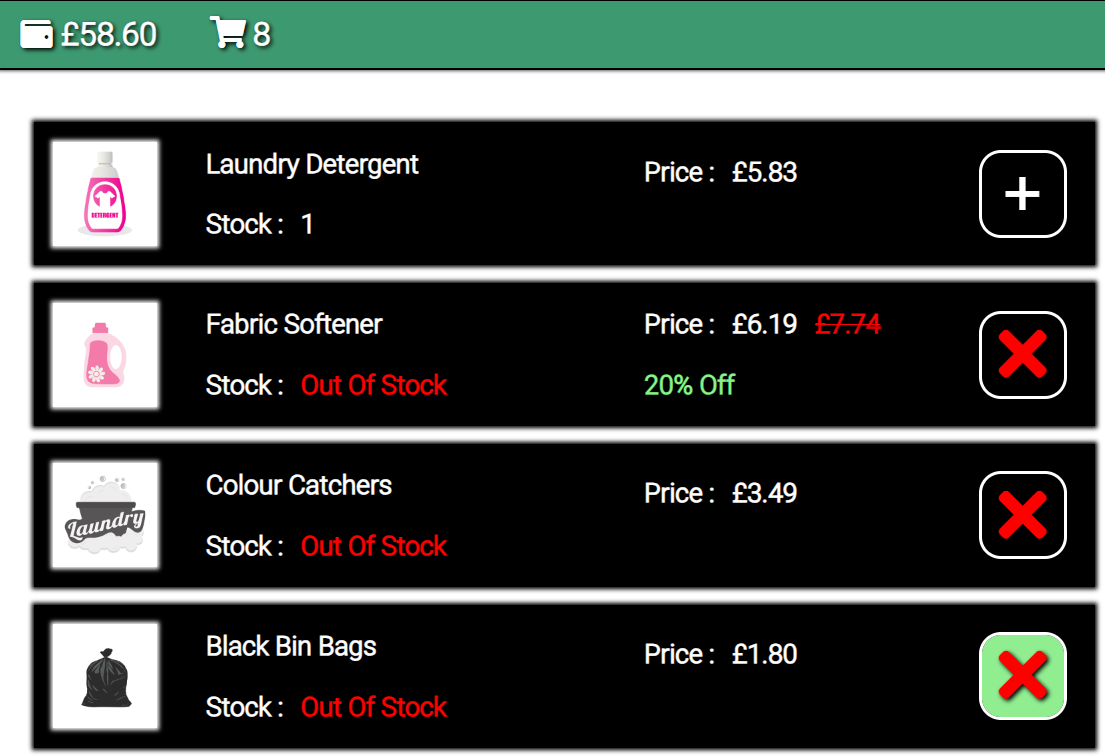 £58.60 8
DETERGENT
Laundry Detergent
Price : £5.83
Stock : 1
Fabric Softener
Price : £6.19 £7.74
Stock : Out Of Stock
20% Off
Laundry
Colour Catchers
Price : £3.49
Stock : Out Of Stock
Black Bin Bags
Price : £1.80
Stock : Out Of Stock